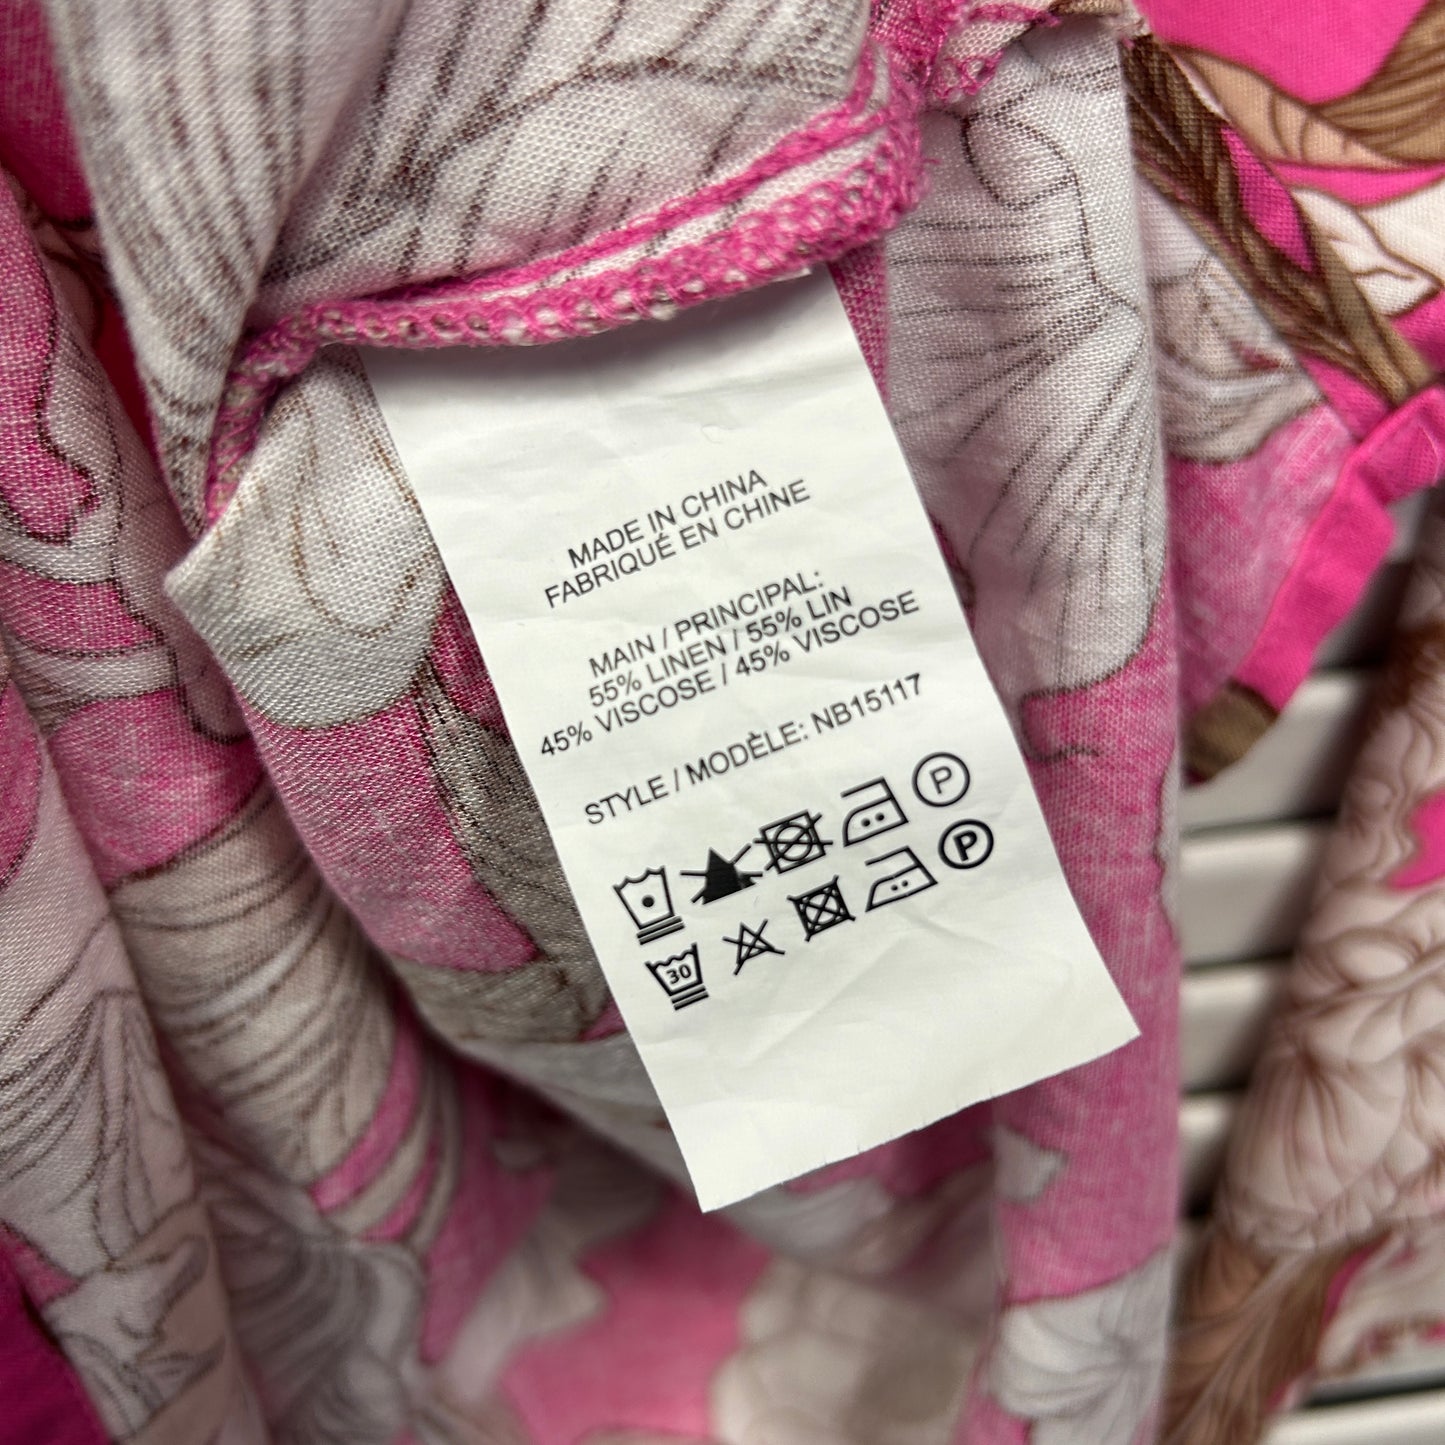 MADE IN CHINA
FABRIQUÉ EN CHINE
MAIN / PRINCIPAL:
55% LINEN / 55% LIN
45% VISCOSE / 45% VISCOSE
STYLE / MODÈLE: NB15117
P
30
P